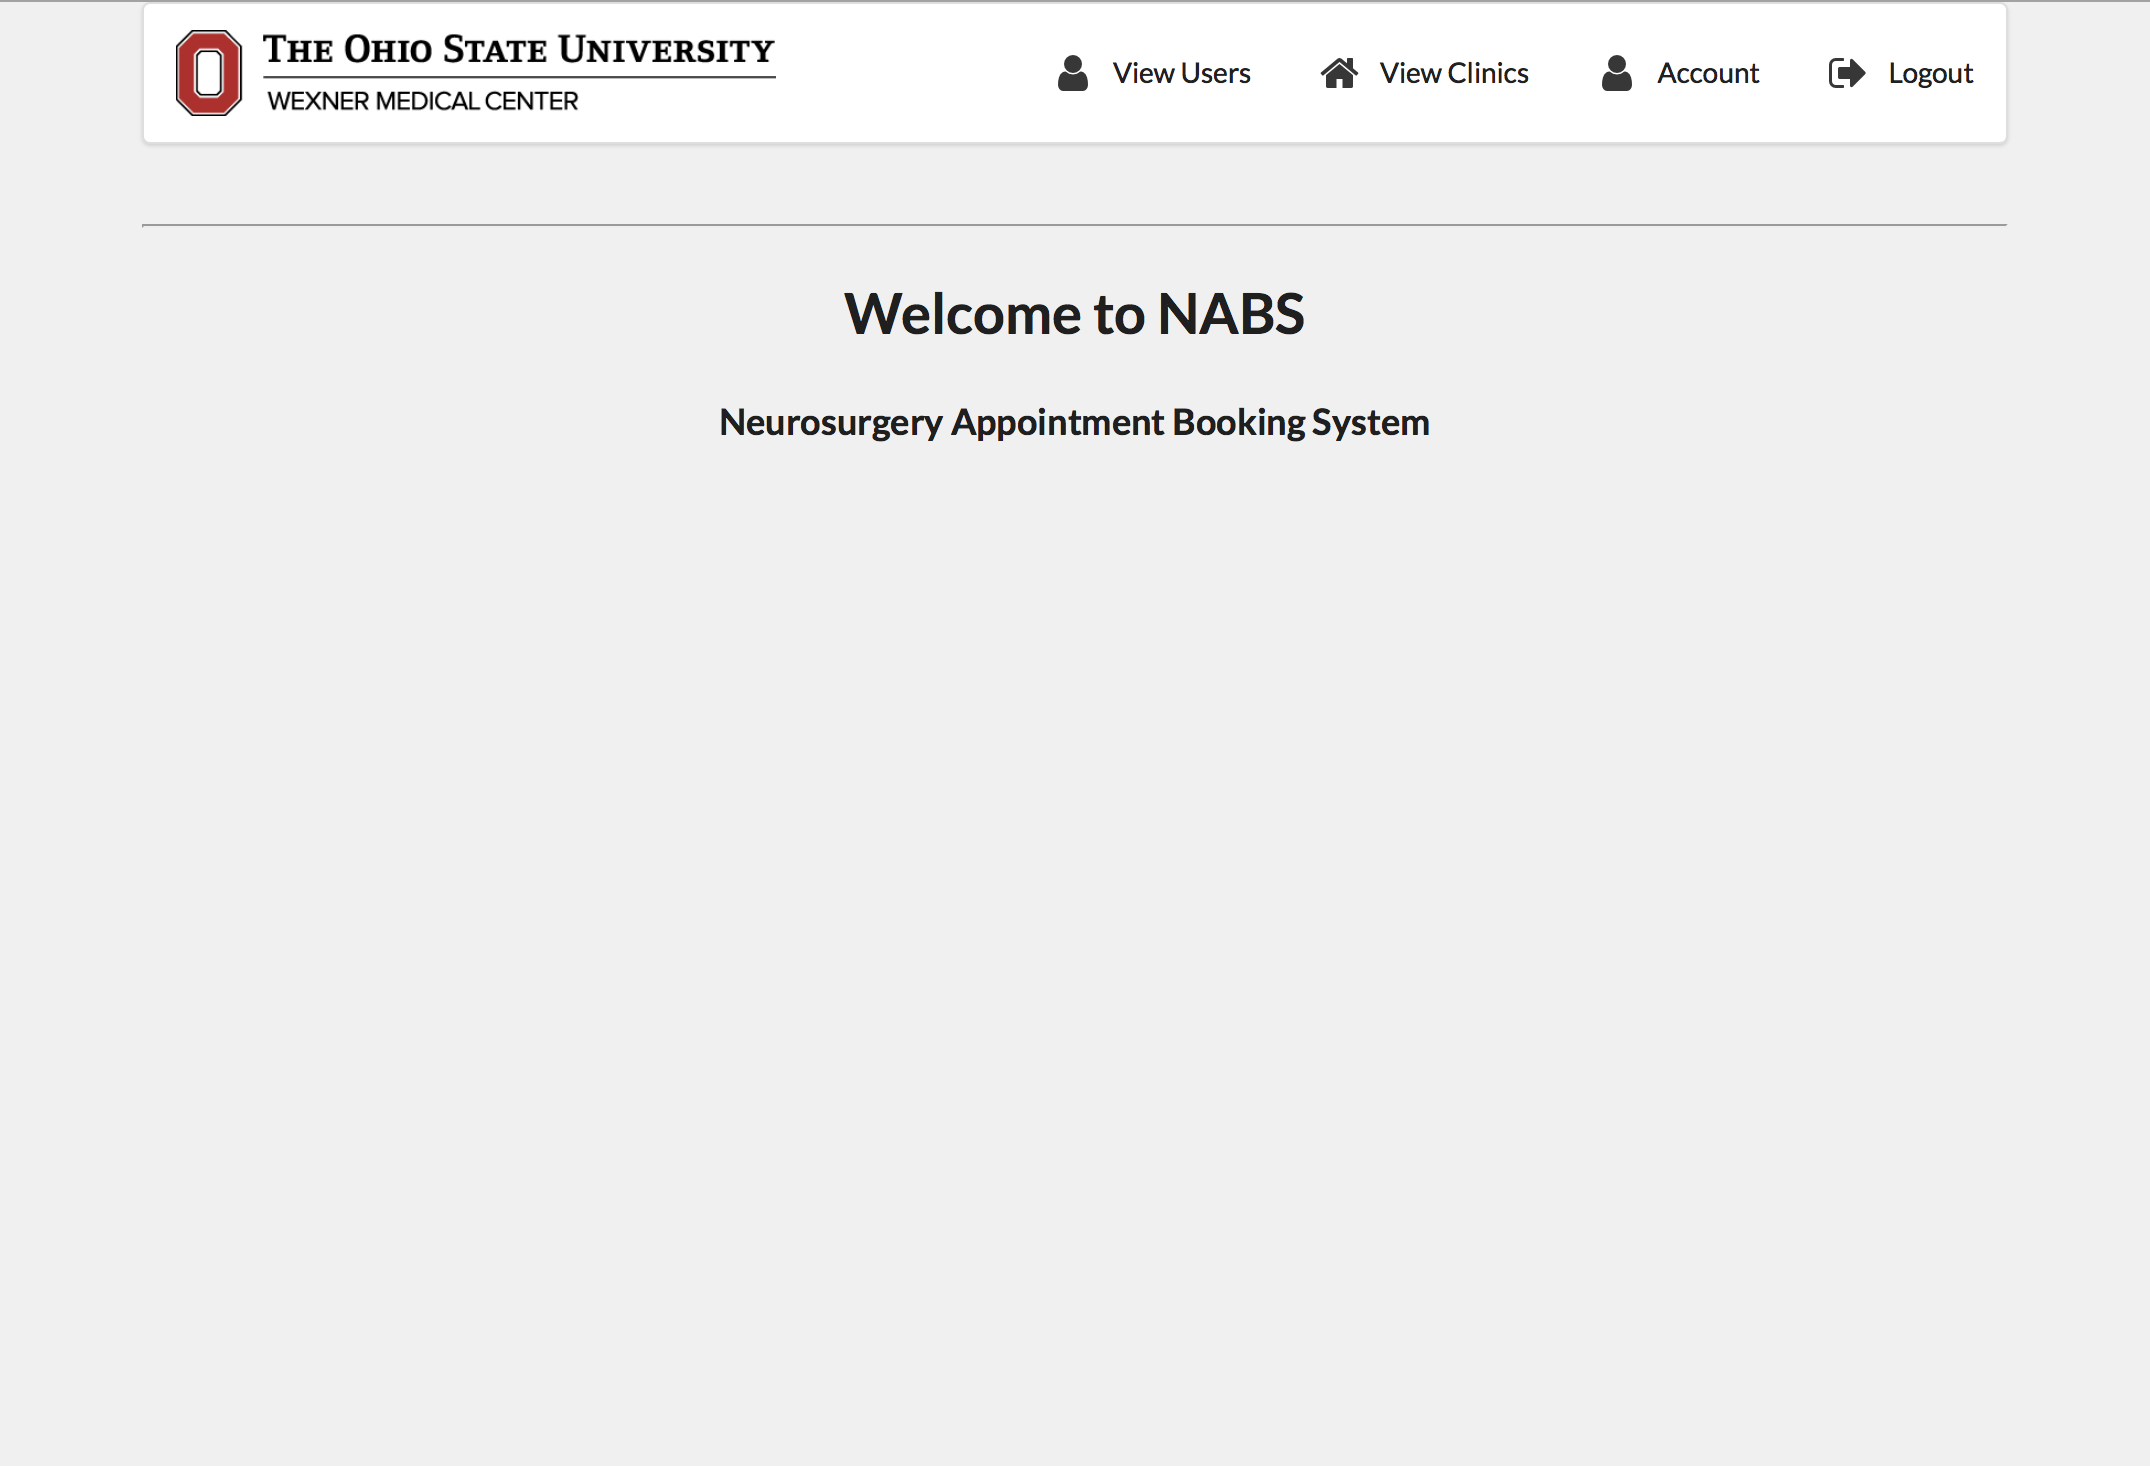 The Ohio State University
WEXNER MEDICAL CENTER
View Users
View Clinics
Account
Logout
Welcome to NABS
Neurosurgery Appointment Booking System